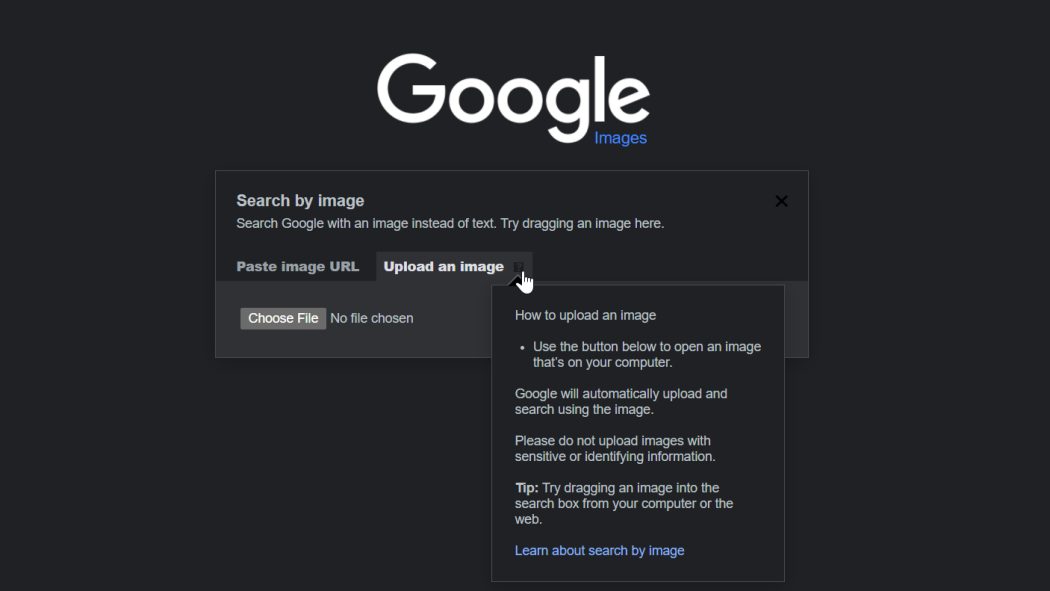 Google
Images
Search by image
Search Google with an image instead of text. Try dragging an image here.
Paste image URL
Upload an image
Choose File No file chosen
How to upload an image
• Use the button below to open an image
that's on your computer.
Google will automatically upload and
search using the image.
Please do not upload images with
sensitive or identifying information.
Tip: Try dragging an image into the
search box from your computer or the
web.
Learn about search by image